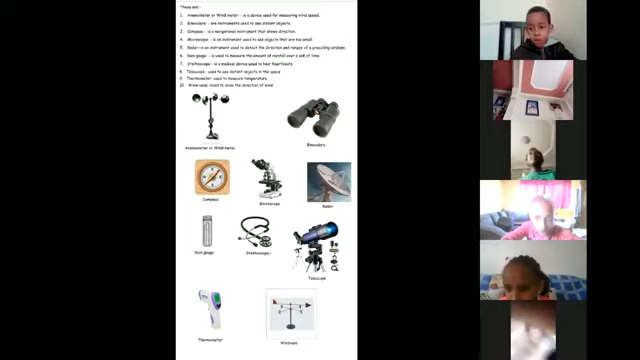 These are:-
1. Anemometer or Wind meter: - is a device used for measuring wind speed.
2. Binoculars: - are instruments used to see distant objects.
3. Compass: - is a navigational instrument that shows direction.
4. Microscope: - is an instrument used to see objects that are too small.
5. Radar:- is an instrument used to detect the direction and ranges of a preceding airplane.
6. Rain gauge: - is used to measure the amount of rainfall over a set of time.
7. Stethoscope: - is a medical device used to hear heartbeats
8. Telescope: used to see distant objects in the space
9. Thermometer: used to measure temperature
10. Wind-vane: used to show the direction of wind
Anemometer or Wind meter
Binoculars
Compass
Microscope
Radar
Rain gauge
Stethoscope:-
Telescope
Thermometer
Windvane